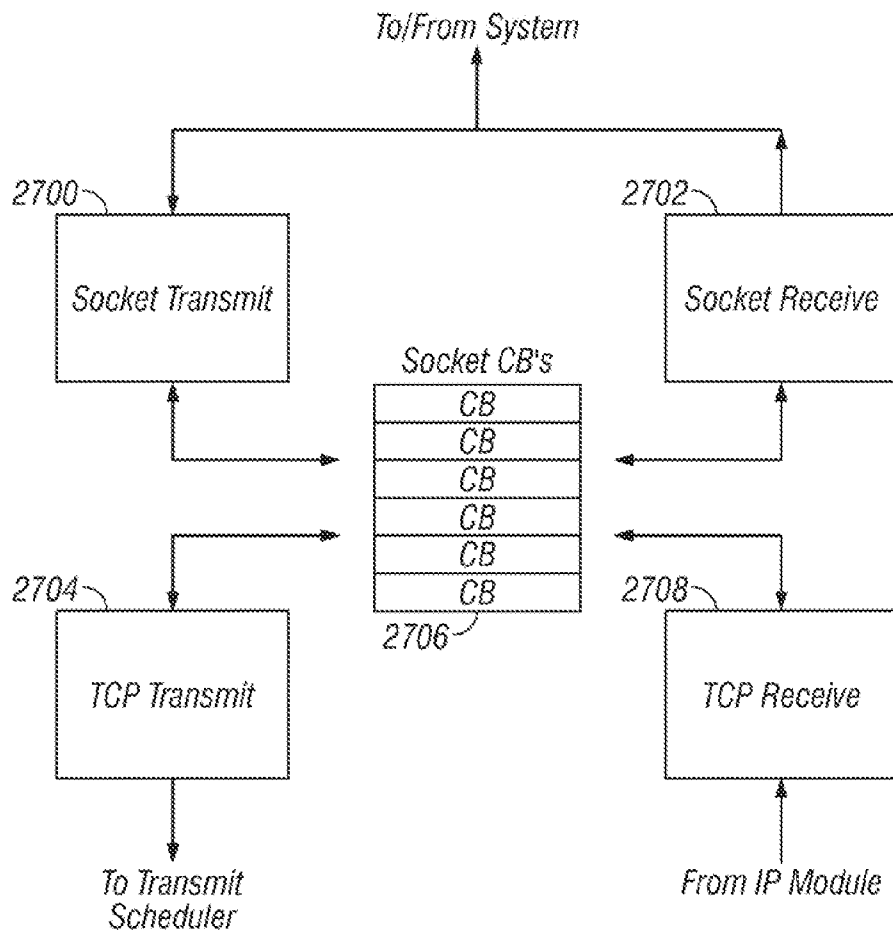 To/From System
2700
2702
Socket Transmit
Socket Receive
Socket CB's
CB
CB
CB
CB
CB
CB
2704
2706
2708
TCP Transmit
TCP Receive
To Transmit
Scheduler
From IP Module